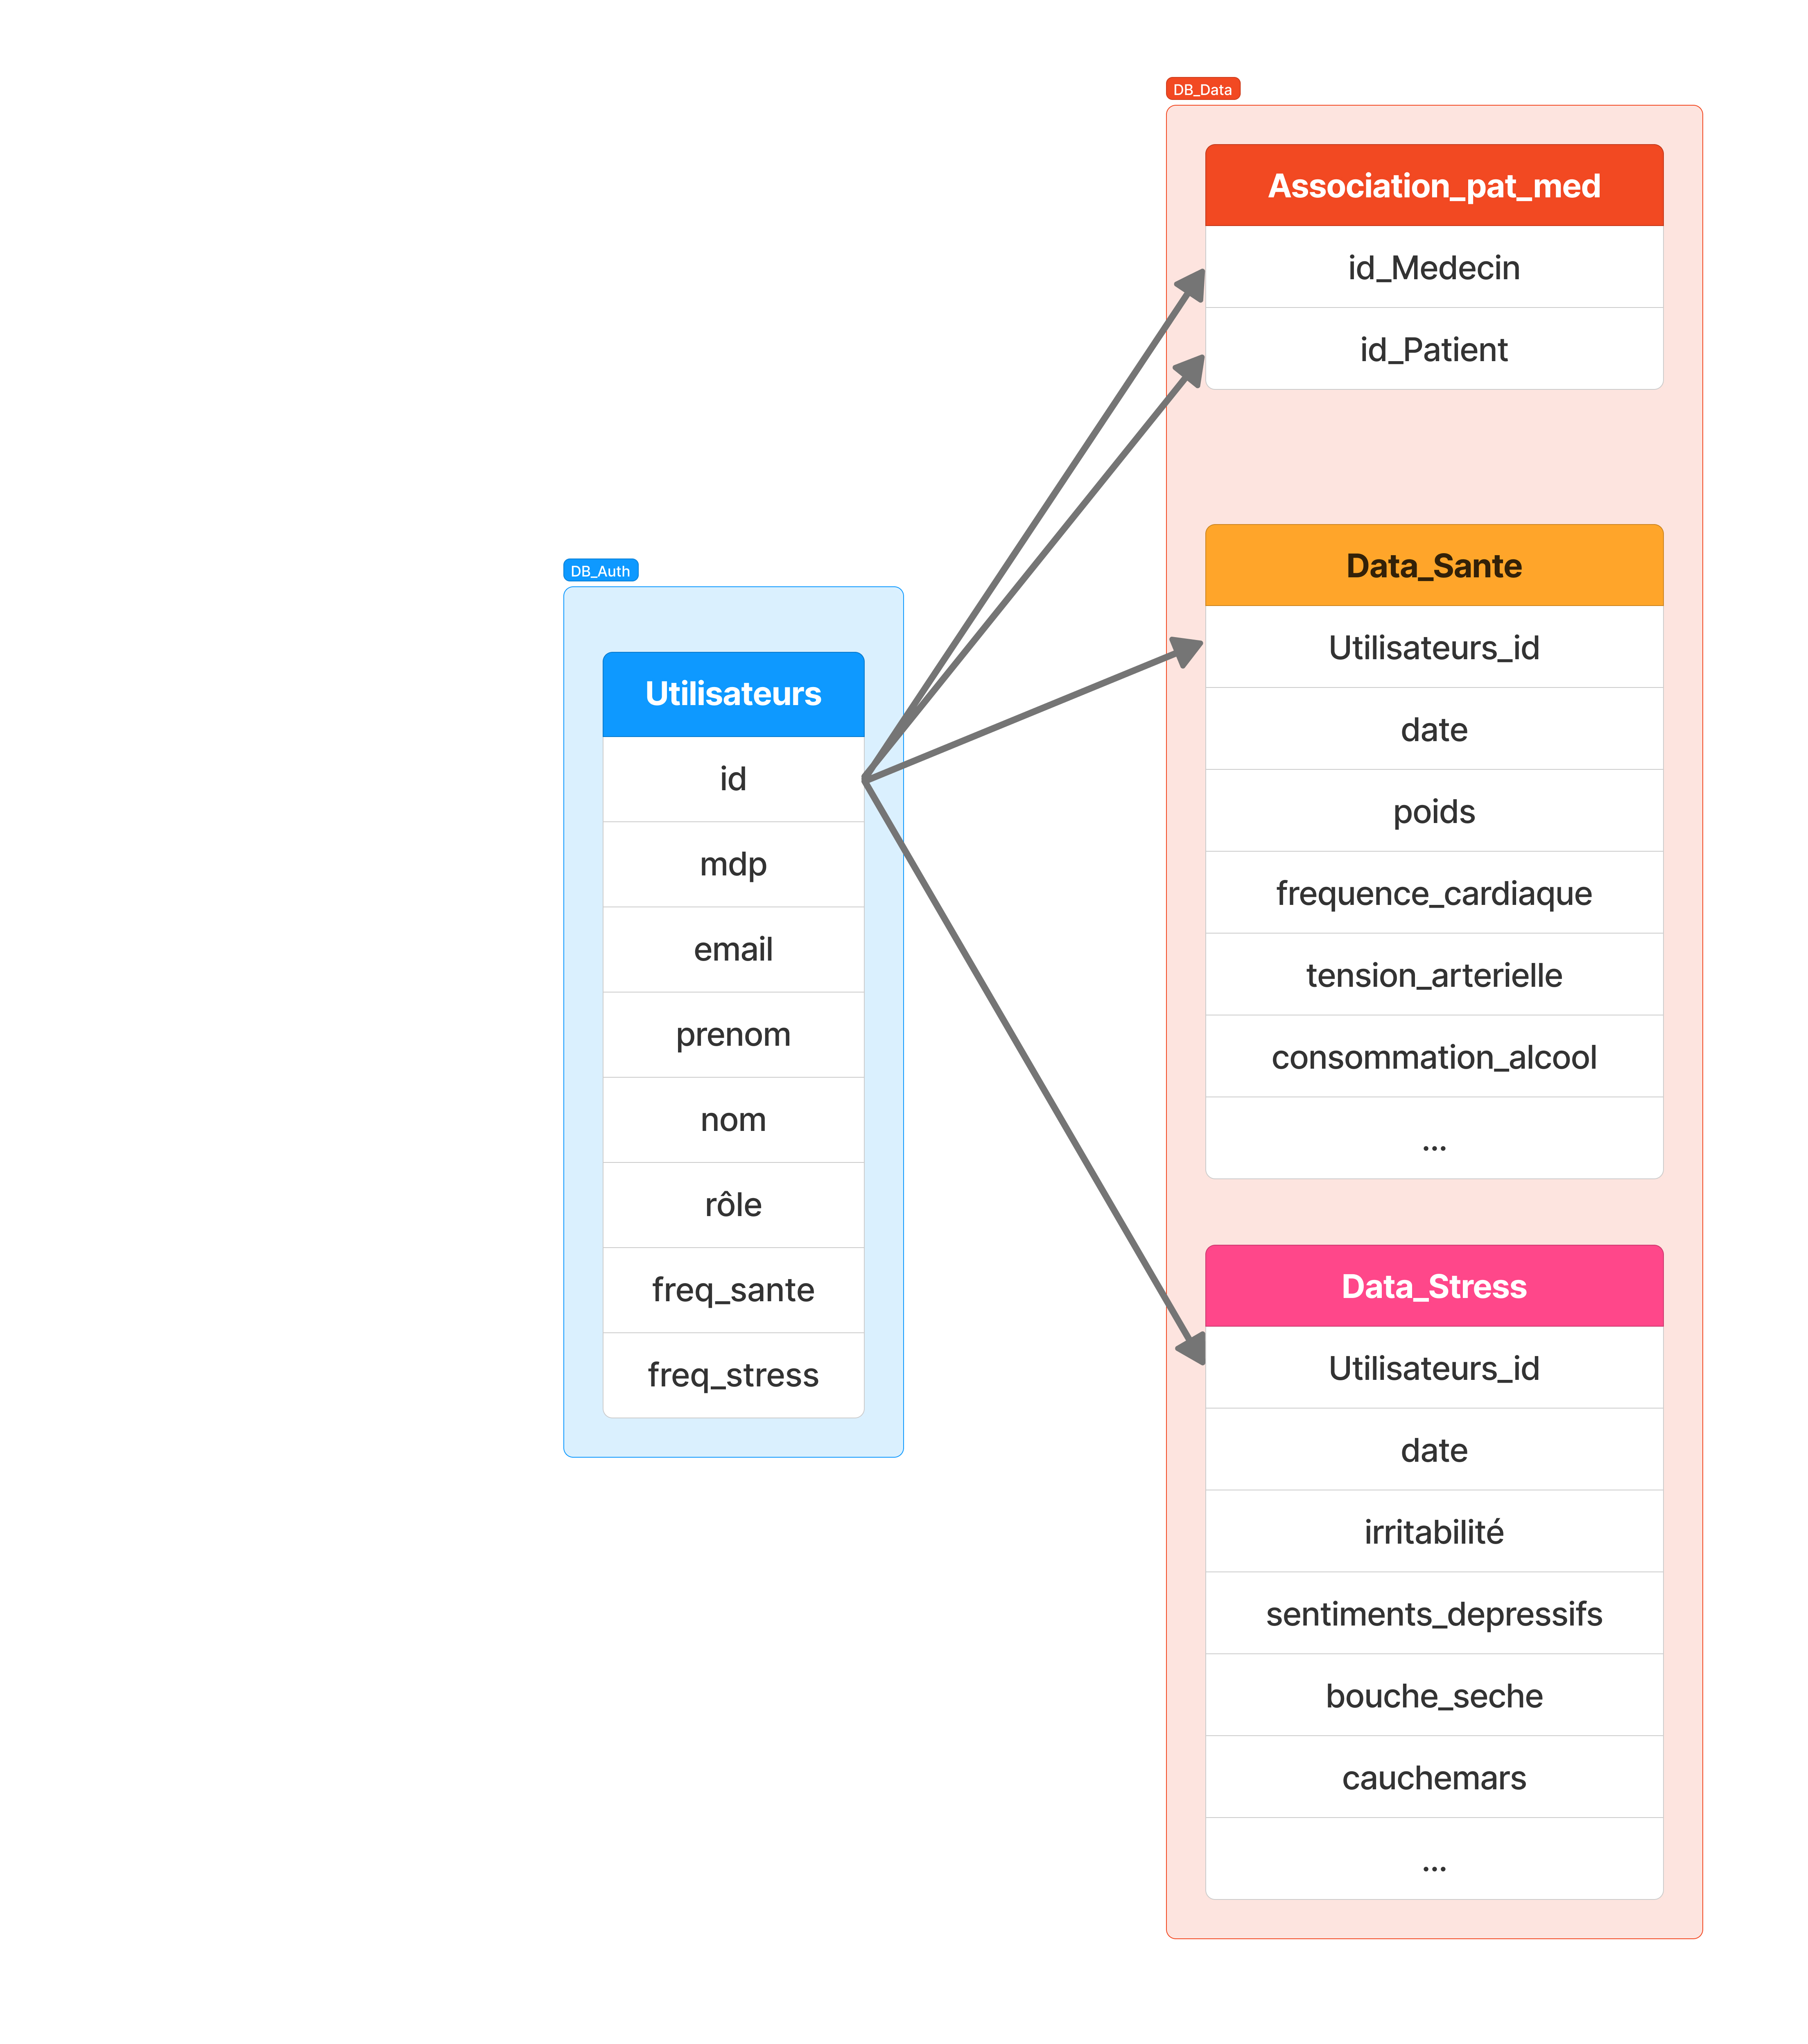 DB_Auth
Utilisateurs
id
mdp
email
prenom
nom
rôle
freq_sante
freq_stress
DB_Data
Association_pat_med
id_Medecin
id_Patient
Data_Sante
Utilisateurs_id
date
poids
frequence_cardiaque
tension_arterielle
consommation_alcool
...
Data_Stress
Utilisateurs_id
date
irritabilité
sentiments_depressifs
bouche_seche
cauchemars
...